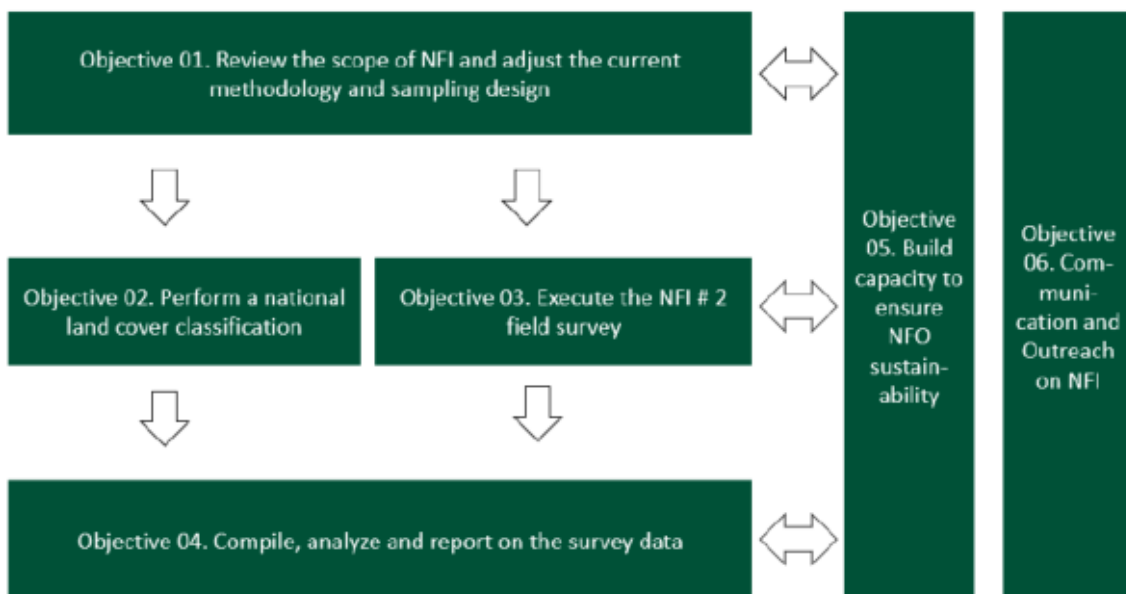 Objective 01. Review the scope of NFI and adjust the current
methodology and sampling design
Objective 02. Perform a national
land cover classification
Objective 03. Execute the NFI # 2
field survey
Objective 04. Compile, analyze and report on the survey data
Objective
05. Build
capacity to
ensure
NFO
sustain-
ability
Objective
06. Com-
muni-
cation and
Outreach
on NFI